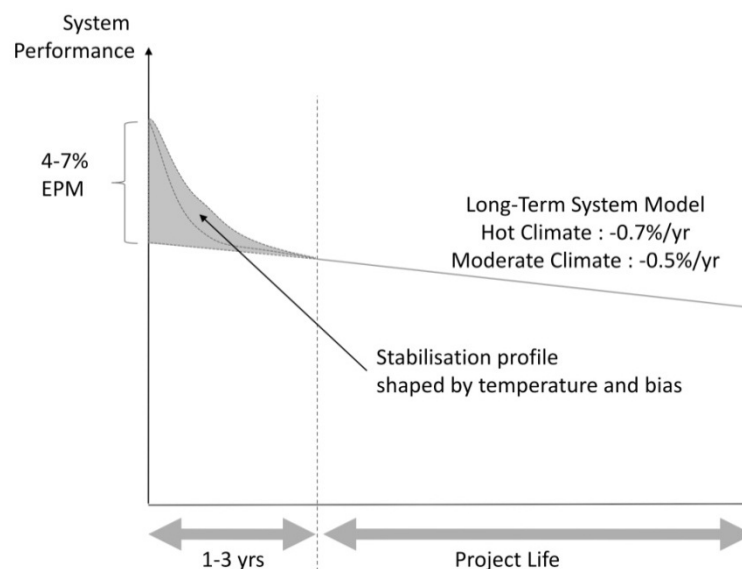 System
Performance
4-7%
EPM
Long-Term System Model
Hot Climate : -0.7%/yr
Moderate Climate : -0.5%/yr
Stabilisation profile
shaped by temperature and bias
1-3 yrs
Project Life